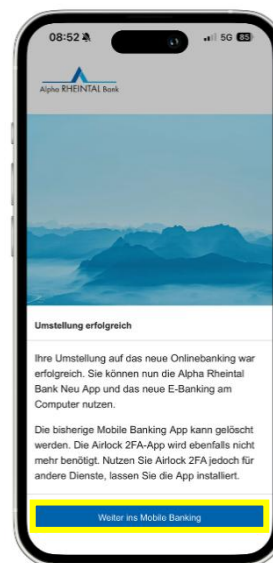 08:52
5G 85
Alpha RHEINTAL Bank
Umstellung erfolgreich
Ihre Umstellung auf das neue Onlinebanking war
erfolgreich. Sie können nun die Alpha Rheintal
Bank Neu App und das neue E-Banking am
Computer nutzen.
Die bisherige Mobile Banking App kann gelöscht
werden. Die Airlock 2FA-App wird ebenfalls nicht
mehr benötigt. Nutzen Sie Airlock 2FA jedoch für
andere Dienste, lassen Sie die App installiert.
Weiter ins Mobile Banking